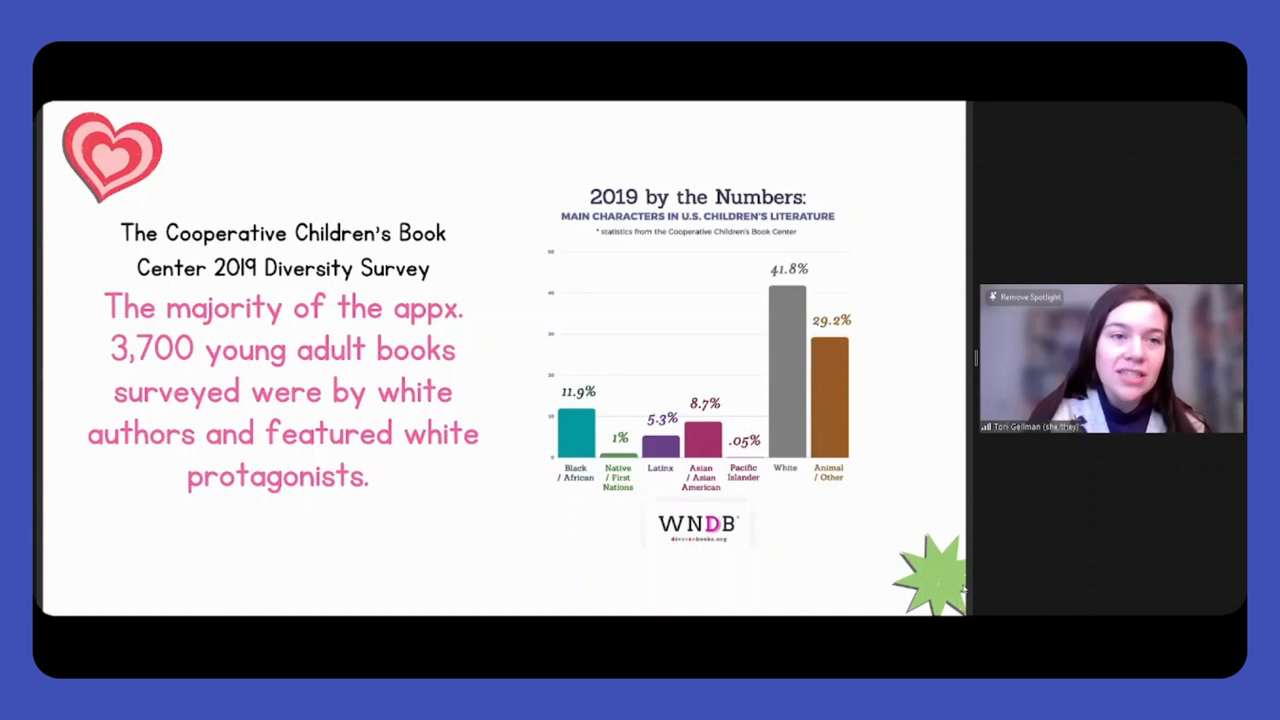 The Cooperative Children's Book
Center 2019 Diversity Survey
The majority of the appx.
3,700 young adult books
surveyed were by white
authors and featured white
protagonists.
2019 by the Numbers:
MAIN CHARACTERS IN U.S. CHILDREN'S LITERATURE
* statistics from the Cooperative Children's Book Center
50
40
30
20
10
0
11.9%
1%
5.3%
8.7%
.05%
41.8%
29.2%
Black
/ African
Native
/ First
Nations
Latinx
Asian
/ Asian
American
Pacific
Islander
White
Animal
/ Other
WNDB
diversebooks.org
Remove Spotlight
Tori Gellman (she/they)